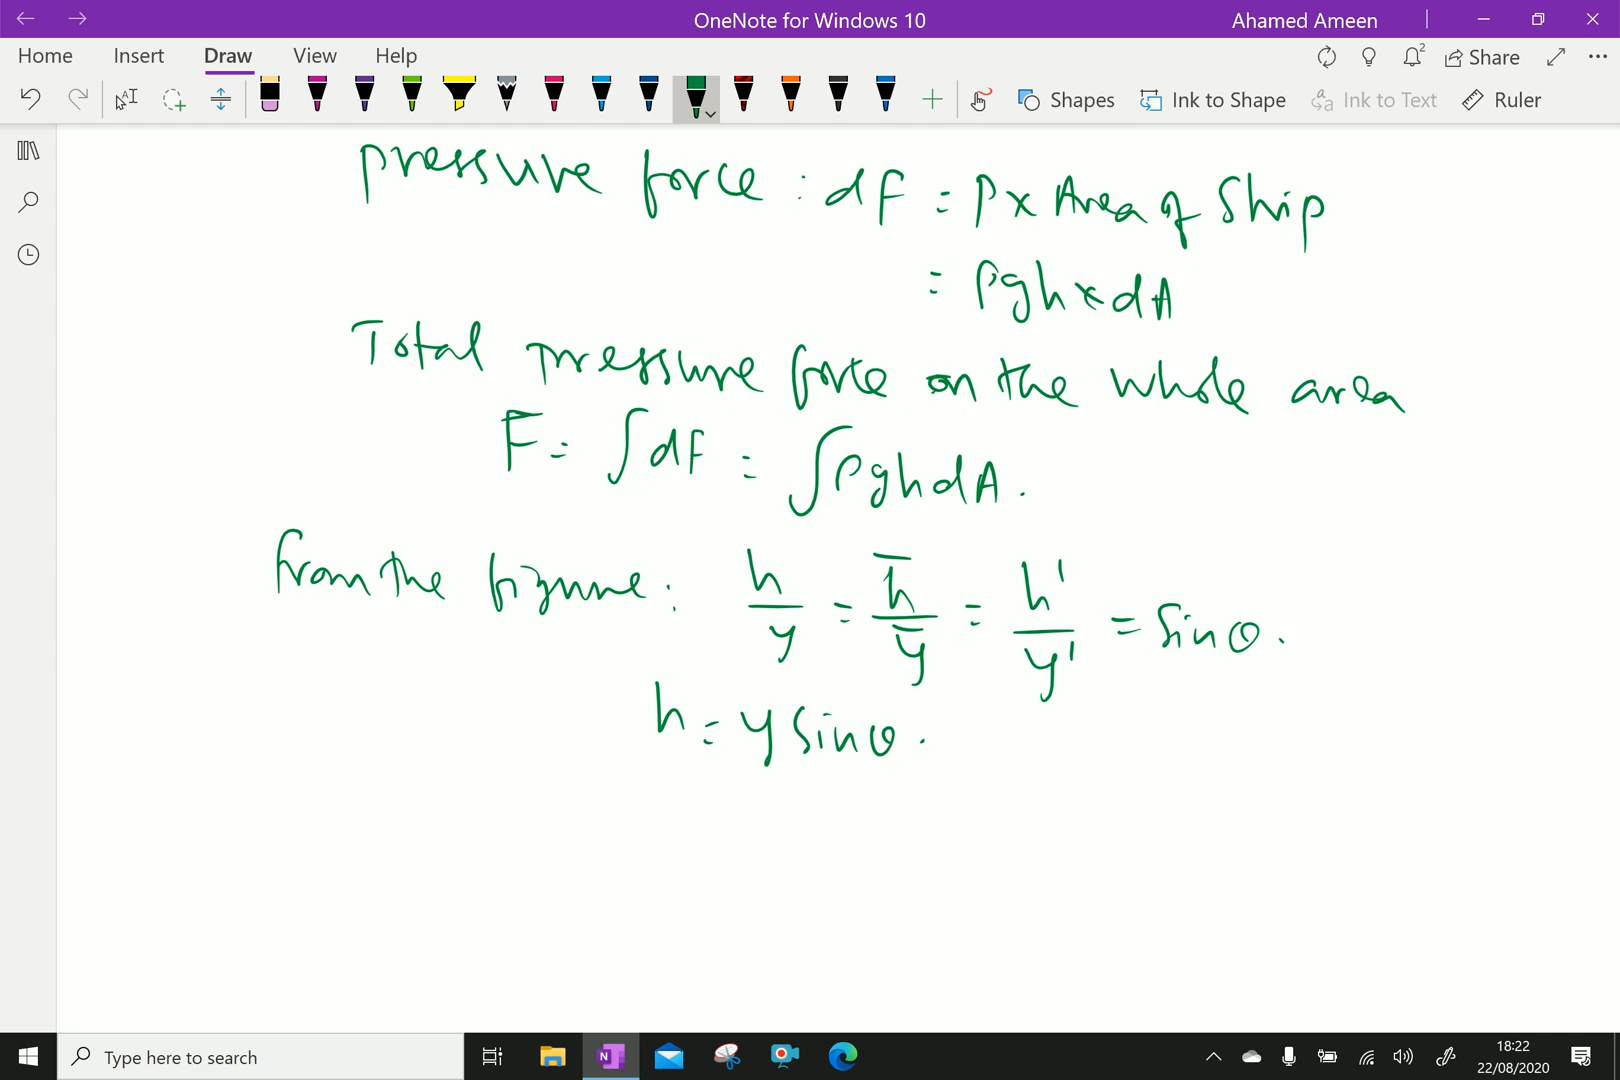 OneNote for Windows 10
Ahamed Ameen
Home Insert Draw View Help
2 Share
Shapes Ink to Shape Ink to Text Ruler
Pressure force : dF = P x Area of Ship
= ρgh x dA
Total pressure force on the whole area
F = ∫dF = ∫ρghdA.
from the figure: h/y = h̅/y̅ = h'/y' = Sinθ.
h = y Sinθ.
Type here to search
18:22
22/08/2020